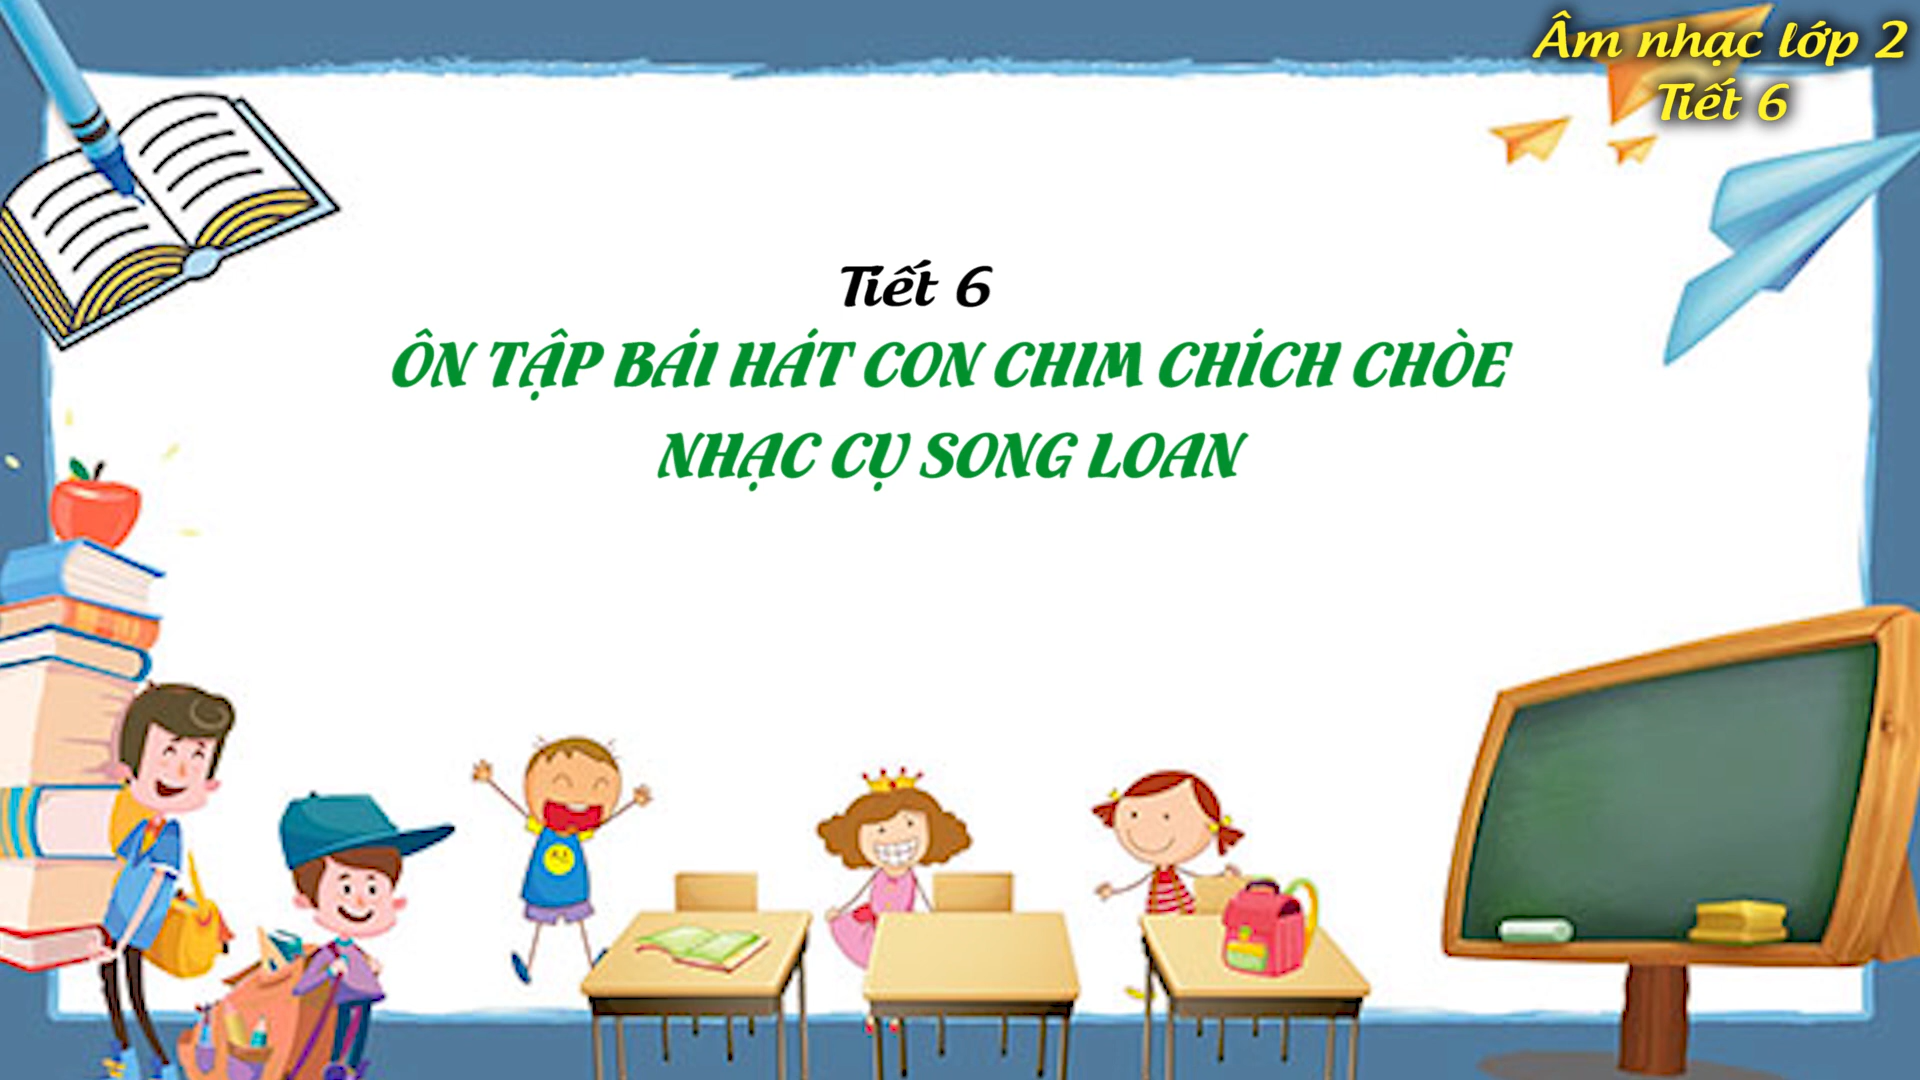 Âm nhạc lớp 2
Tiết 6
Tiết 6
ÔN TẬP BÁI HÁT CON CHIM CHÍCH CHÒE
NHẠC CỤ SONG LOAN